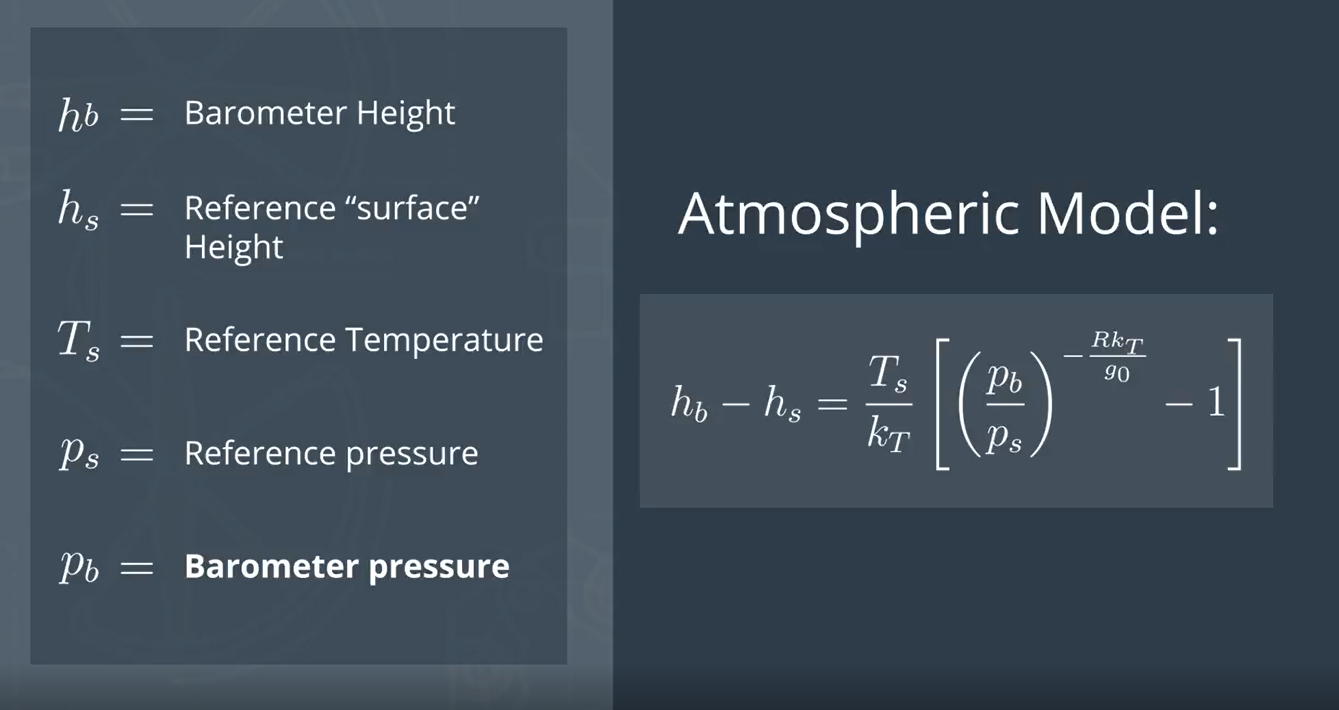 h_b = Barometer Height
h_s = Reference “surface”
Height
T_s = Reference Temperature
p_s = Reference pressure
p_b = Barometer pressure
Atmospheric Model:
h_b − h_s = \frac{T_s}{k_T} \left[ \left( \frac{p_b}{p_s} \right)^{-\frac{Rk_T}{g_0}} − 1 \right]